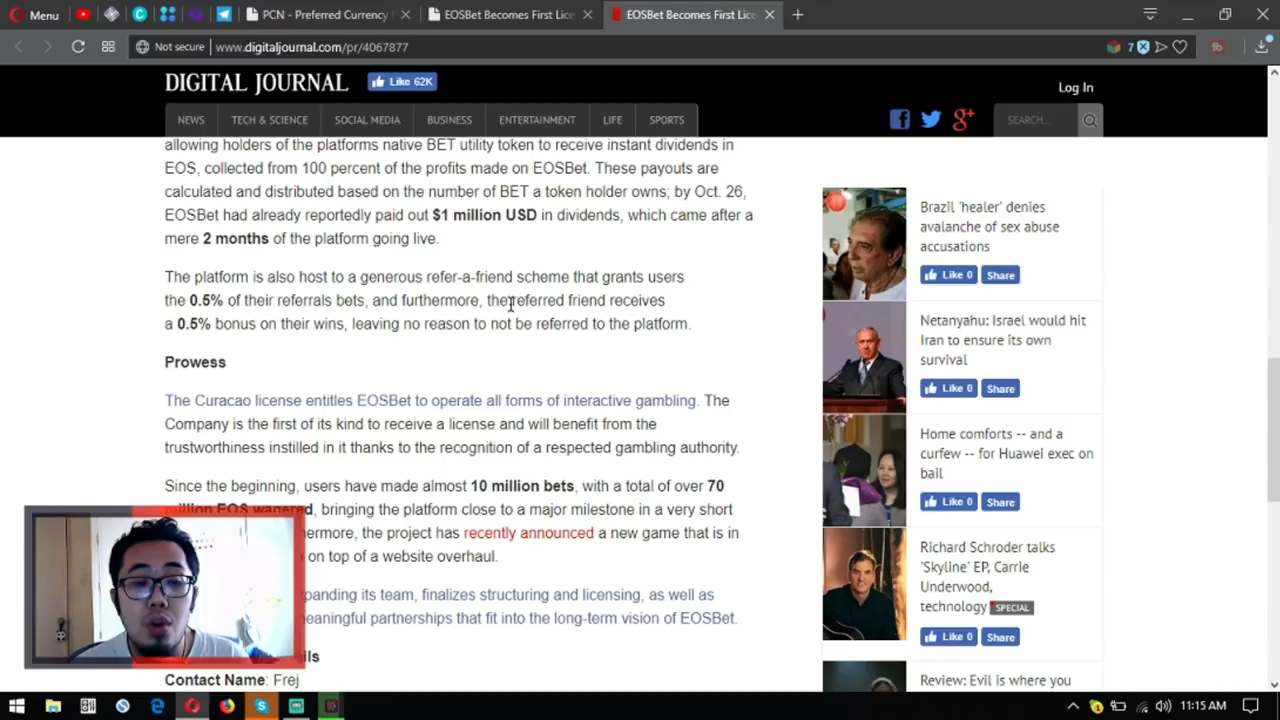 Menu
PCN - Preferred Currency
EOSBet Becomes First Lice
EOSBet Becomes First Lice
Not secure
www.digitaljournal.com/pr/4067877
7
DIGITAL JOURNAL
Like 62K
Log In
NEWS
TECH & SCIENCE
SOCIAL MEDIA
BUSINESS
ENTERTAINMENT
LIFE
SPORTS
SEARCH...
allowing holders of the platforms native BET utility token to receive instant dividends in
EOS, collected from 100 percent of the profits made on EOSBet. These payouts are
calculated and distributed based on the number of BET a token holder owns; by Oct. 26,
EOSBet had already reportedly paid out $1 million USD in dividends, which came after a
mere 2 months of the platform going live.
The platform is also host to a generous refer-a-friend scheme that grants users
the 0.5% of their referrals bets, and furthermore, the referred friend receives
a 0.5% bonus on their wins, leaving no reason to not be referred to the platform.
Prowess
The Curacao license entitles EOSBet to operate all forms of interactive gambling. The
Company is the first of its kind to receive a license and will benefit from the
trustworthiness instilled in it thanks to the recognition of a respected gambling authority.
Since the beginning, users have made almost 10 million bets, with a total of over 70
million EOS wagered, bringing the platform close to a major milestone in a very short
hermore, the project has recently announced a new game that is in
on top of a website overhaul.
panding its team, finalizes structuring and licensing, as well as
eaningful partnerships that fit into the long-term vision of EOSBet.
ils
Contact Name: Frej
Brazil 'healer' denies
avalanche of sex abuse
accusations
Like 0
Share
Netanyahu: Israel would hit
Iran to ensure its own
survival
Like 0
Share
Home comforts -- and a
curfew -- for Huawei exec on
bail
Like 0
Share
Richard Schroder talks
'Skyline' EP, Carrie
Underwood,
technology SPECIAL
Like 0
Share
Review: Evil is where you
11:15 AM